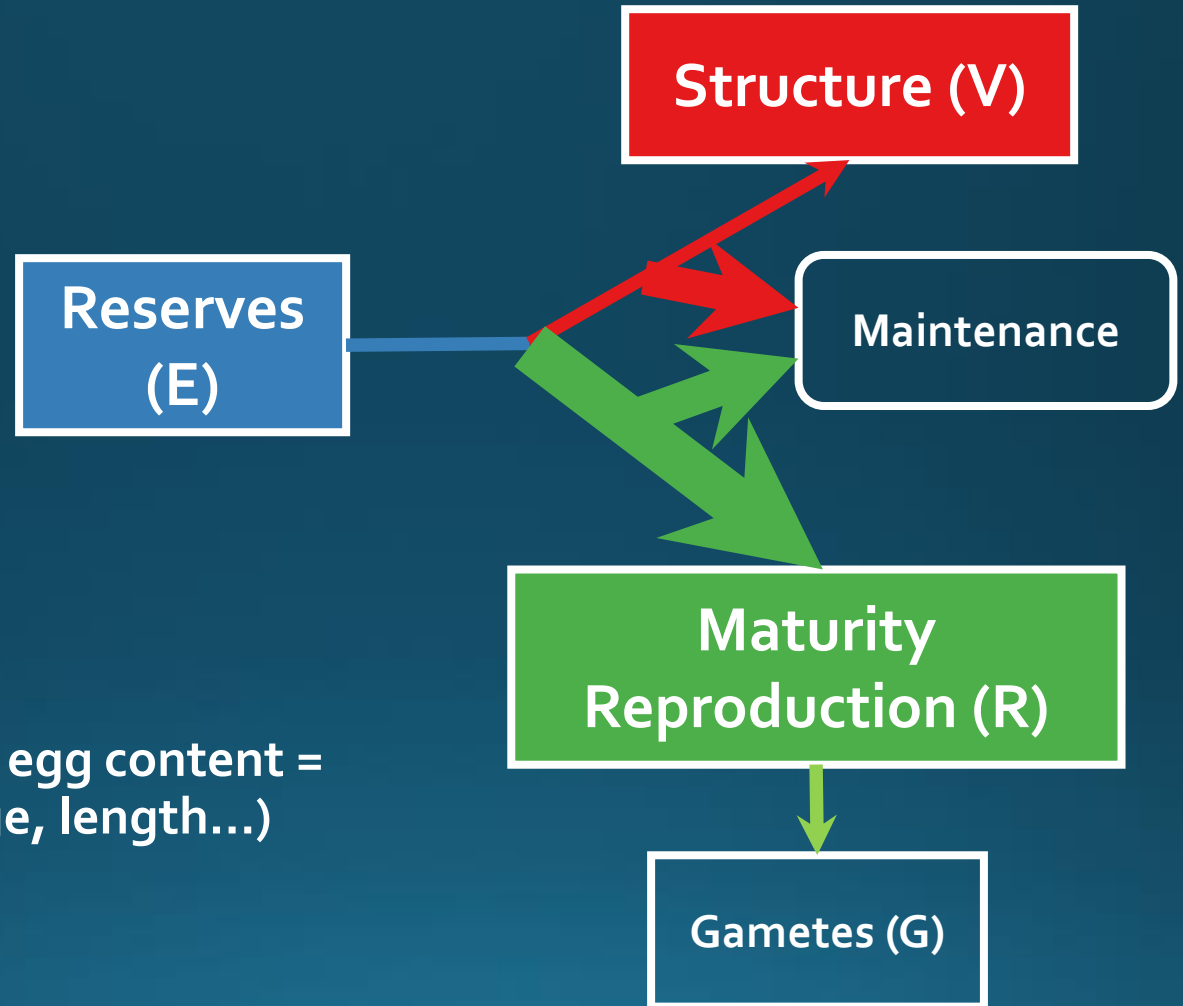 Structure (V)
Reserves
(E)
Maintenance
Maturity
Reproduction (R)
egg content =
e, length...)
Gametes (G)